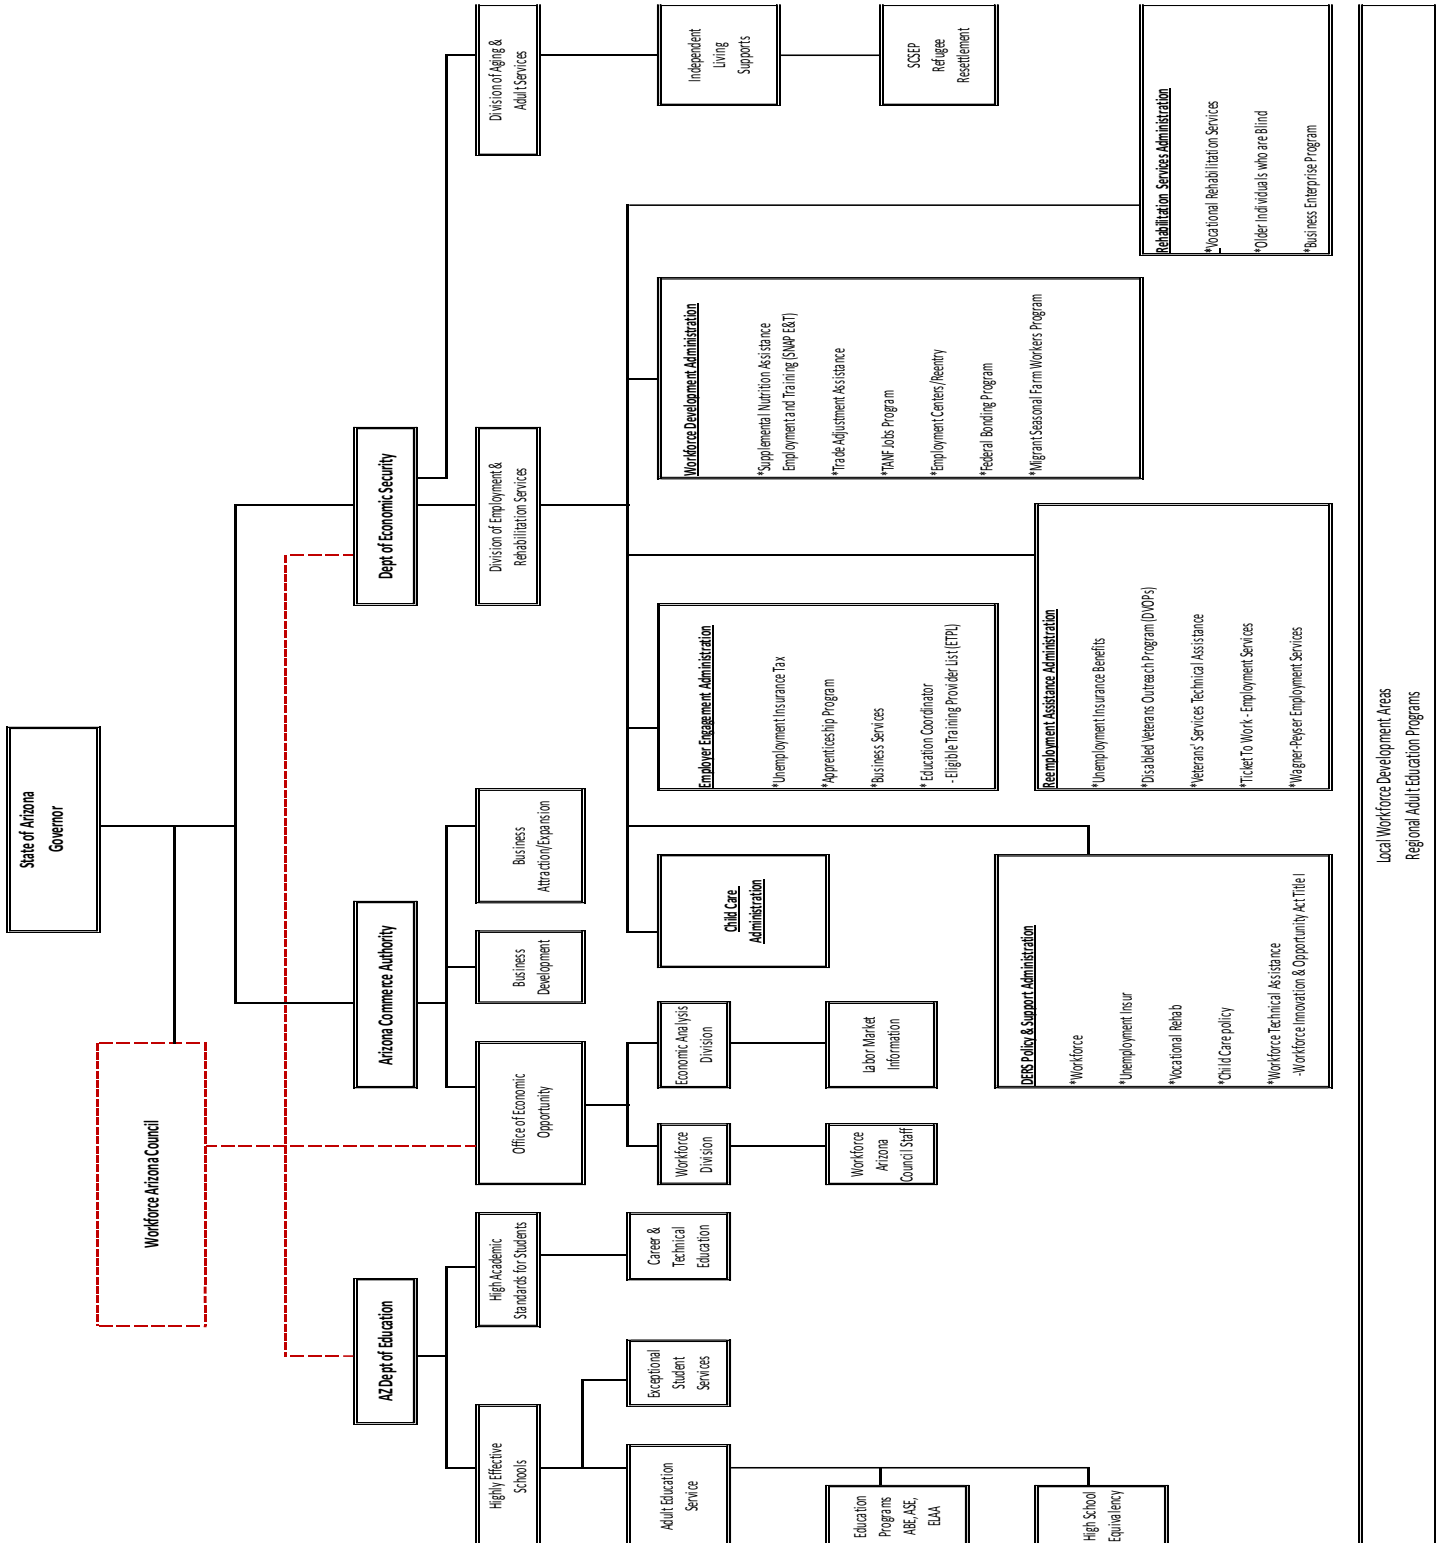 State of Arizona
Governor
Workforce Arizona Council
AZ Dept of Education
Arizona Commerce Authority
Dept of Economic Security
Highly Effective
Schools
High Academic
Standards for Students
Office of Economic
Opportunity
Business
Development
Business
Attraction/Expansion
Division of Employment &
Rehabilitation Services
Division of Aging &
Adult Services
Adult Education
Service
Exceptional
Student
Services
Career &
Technical
Education
Workforce
Division
Economic Analysis
Division
Child Care
Administration
Employer Engagement Administration
*Unemployment Insurance Tax
*Apprenticeship Program
*Business Services
* Education Coordinator
- Eligible Training Provider List (ETPL)
Workforce Development Administration
*Supplemental Nutrition Assistance
Employment and Training (SNAP E&T)
*Trade Adjustment Assistance
*TANF Jobs Program
*Employment Centers/Reentry
*Federal Bonding Program
*Migrant Seasonal Farm Workers Program
Independent
Living
Supports
Education
Programs
ABE, ASE,
ELAA
Workforce
Arizona
Council Staff
Labor Market
Information
SCSEP
Refugee
Resettlement
High School
Equivalency
DERS Policy & Support Administration
*Workforce
*Unemployment Insur
*Vocational Rehab
*Child Care policy
*Workforce Technical Assistance
-Workforce Innovation & Opportunity Act Title I
Reemployment Assistance Administration
*Unemployment Insurance Benefits
*Disabled Veterans Outreach Program (DVOPs)
*Veterans' Services Technical Assistance
*Ticket To Work - Employment Services
*Wagner-Peyser Employment Services
Rehabilitation Services Administration
*Vocational Rehabilitation Services
*Older Individuals who are Blind
*Business Enterprise Program
Local Workforce Development Areas
Regional Adult Education Programs